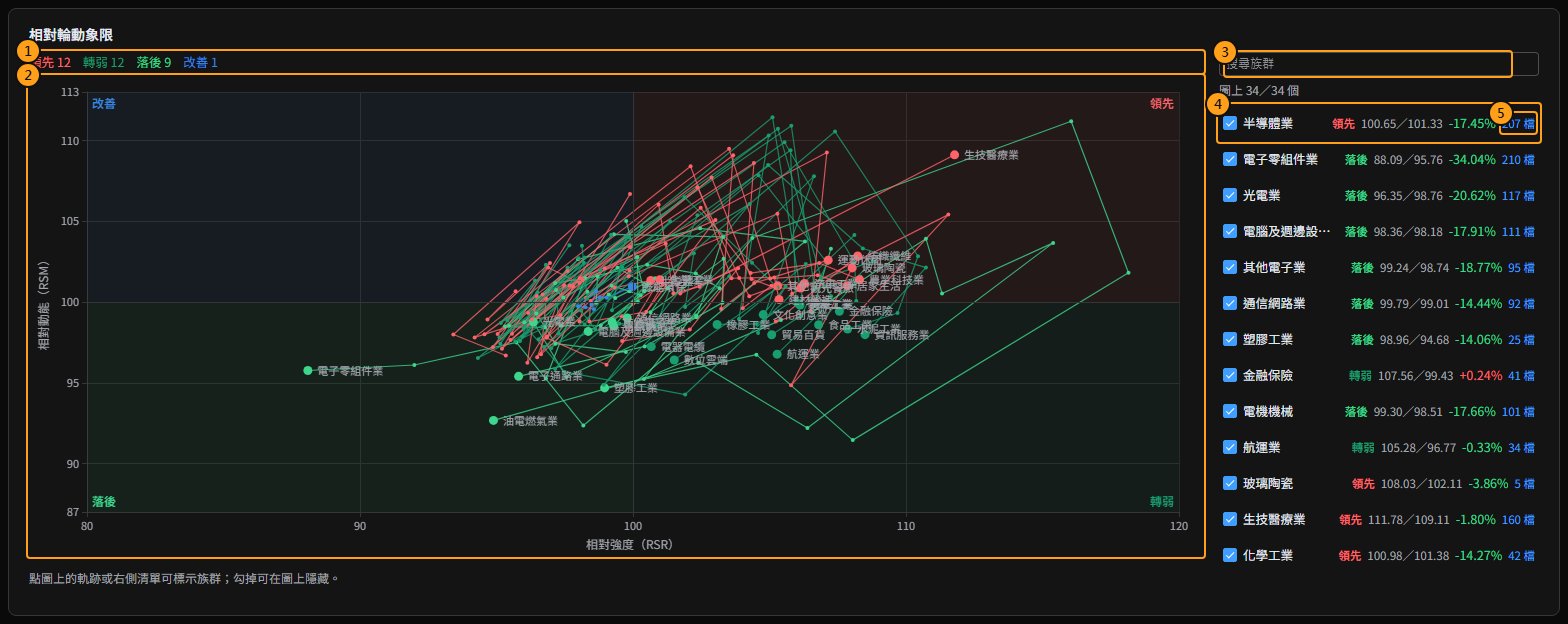 相對輪動象限
1
領先 12 轉弱 12 落後 9 改善 1
2
113
110
105
100
95
90
87
相對動能（RSM）
改善
領先
落後
轉弱
生技醫療業
玻璃陶瓷
金融保險
文化創意業
橡膠工業
貿易百貨
資訊服務業
航運業
電器電纜
數位雲端
電子零組件業
電子通路業
塑膠工業
油電燃氣業
80
90
100
110
120
相對強度（RSR）
點圖上的軌跡或右側清單可標示族群；勾掉可在圖上隱藏。
3
搜尋族群
圖上 34／34 個
4
5
半導體業 領先 100.65／101.33 -17.45% 207 檔
電子零組件業 落後 88.09／95.76 -34.04% 210 檔
光電業 落後 96.35／98.76 -20.62% 117 檔
電腦及週邊設… 落後 98.36／98.18 -17.91% 111 檔
其他電子業 落後 99.24／98.74 -18.77% 95 檔
通信網路業 落後 99.79／99.01 -14.44% 92 檔
塑膠工業 落後 98.96／94.68 -14.06% 25 檔
金融保險 轉弱 107.56／99.43 +0.24% 41 檔
電機機械 落後 99.30／98.51 -17.66% 101 檔
航運業 轉弱 105.28／96.77 -0.33% 34 檔
玻璃陶瓷 領先 108.03／102.11 -3.86% 5 檔
生技醫療業 領先 111.78／109.11 -1.80% 160 檔
化學工業 領先 100.98／101.38 -14.27% 42 檔